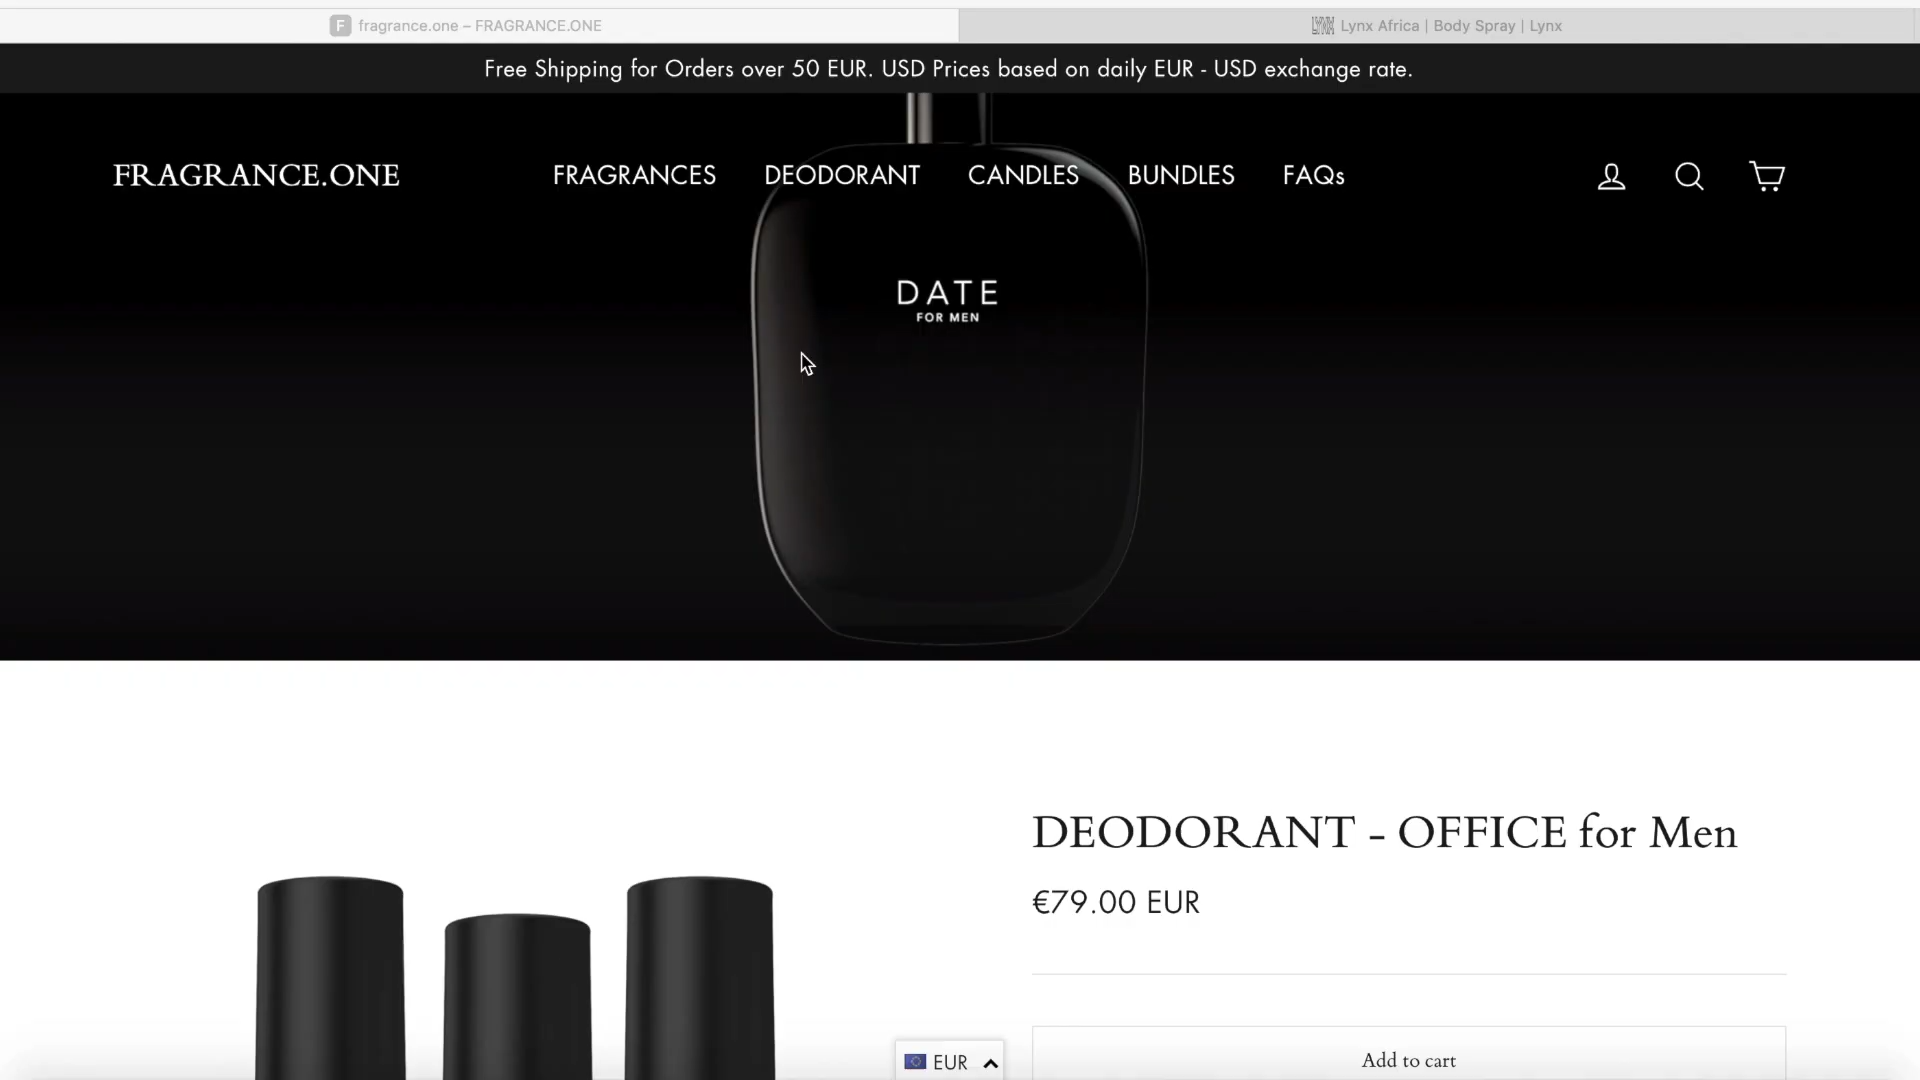 F fragrance.one – FRAGRANCE.ONE
LYNX Lynx Africa | Body Spray | Lynx
Free Shipping for Orders over 50 EUR. USD Prices based on daily EUR - USD exchange rate.
FRAGRANCE.ONE
FRAGRANCES DEODORANT CANDLES BUNDLES FAQs
DATE
FOR MEN
DEODORANT - OFFICE for Men
€79.00 EUR
Add to cart
EUR